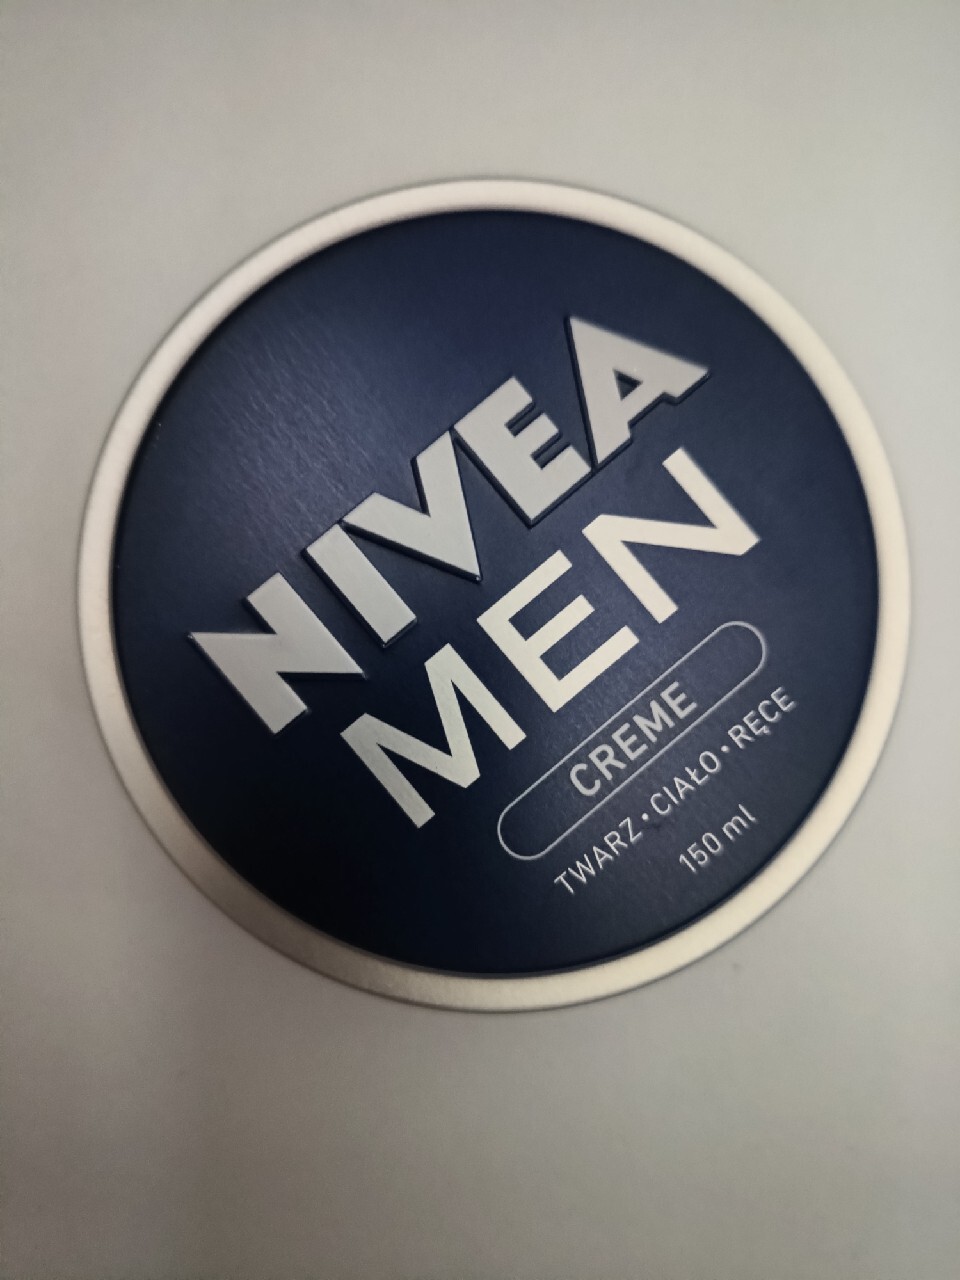 NIVEA
MEN
CREME
TWARZ • CIAŁO • RĘCE
150 ml